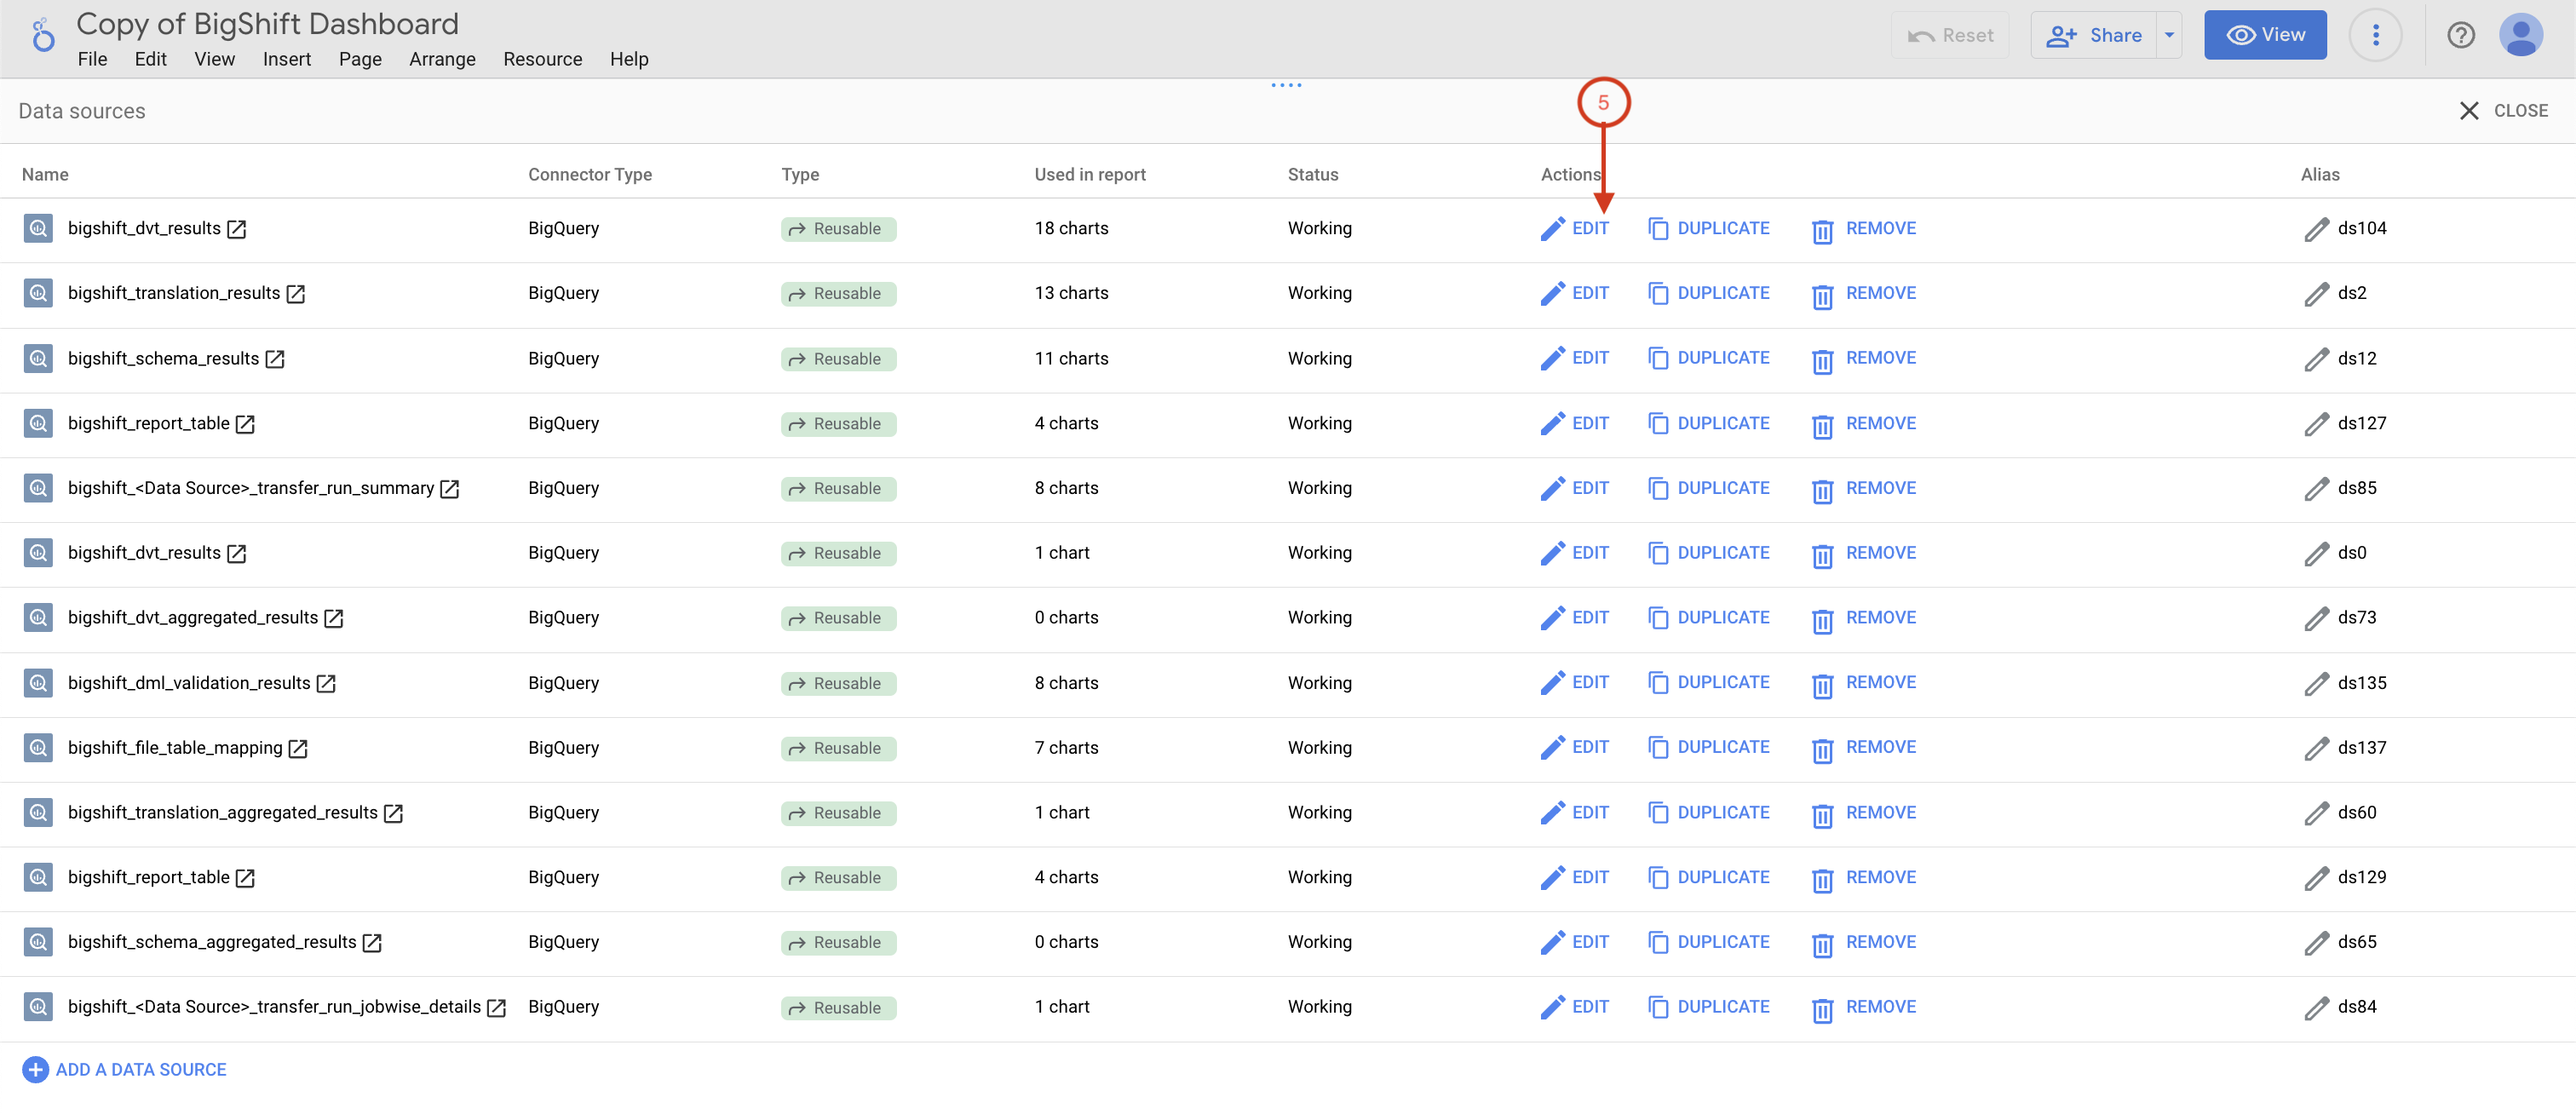 Copy of BigShift Dashboard
File Edit View Insert Page Arrange Resource Help
Reset Share View
5
Data sources CLOSE
Name Connector Type Type Used in report Status Actions Alias
bigshift_dvt_results BigQuery Reusable 18 charts Working EDIT DUPLICATE REMOVE ds104
bigshift_translation_results BigQuery Reusable 13 charts Working EDIT DUPLICATE REMOVE ds2
bigshift_schema_results BigQuery Reusable 11 charts Working EDIT DUPLICATE REMOVE ds12
bigshift_report_table BigQuery Reusable 4 charts Working EDIT DUPLICATE REMOVE ds127
bigshift_<Data Source>_transfer_run_summary BigQuery Reusable 8 charts Working EDIT DUPLICATE REMOVE ds85
bigshift_dvt_results BigQuery Reusable 1 chart Working EDIT DUPLICATE REMOVE ds0
bigshift_dvt_aggregated_results BigQuery Reusable 0 charts Working EDIT DUPLICATE REMOVE ds73
bigshift_dml_validation_results BigQuery Reusable 8 charts Working EDIT DUPLICATE REMOVE ds135
bigshift_file_table_mapping BigQuery Reusable 7 charts Working EDIT DUPLICATE REMOVE ds137
bigshift_translation_aggregated_results BigQuery Reusable 1 chart Working EDIT DUPLICATE REMOVE ds60
bigshift_report_table BigQuery Reusable 4 charts Working EDIT DUPLICATE REMOVE ds129
bigshift_schema_aggregated_results BigQuery Reusable 0 charts Working EDIT DUPLICATE REMOVE ds65
bigshift_<Data Source>_transfer_run_jobwise_details BigQuery Reusable 1 chart Working EDIT DUPLICATE REMOVE ds84
ADD A DATA SOURCE